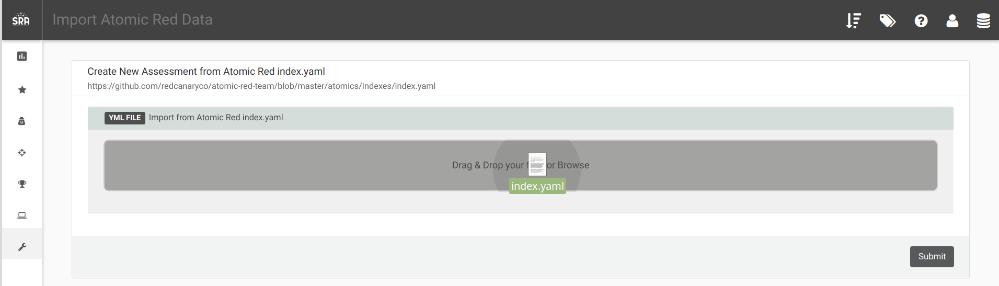 SRA
Import Atomic Red Data
Create New Assessment from Atomic Red index.yaml
https://github.com/redcanaryco/atomic-red-team/blob/master/atomics/Indexes/index.yaml
YML FILE Import from Atomic Red index.yaml
Drag & Drop your or Browse
index.yaml
Submit